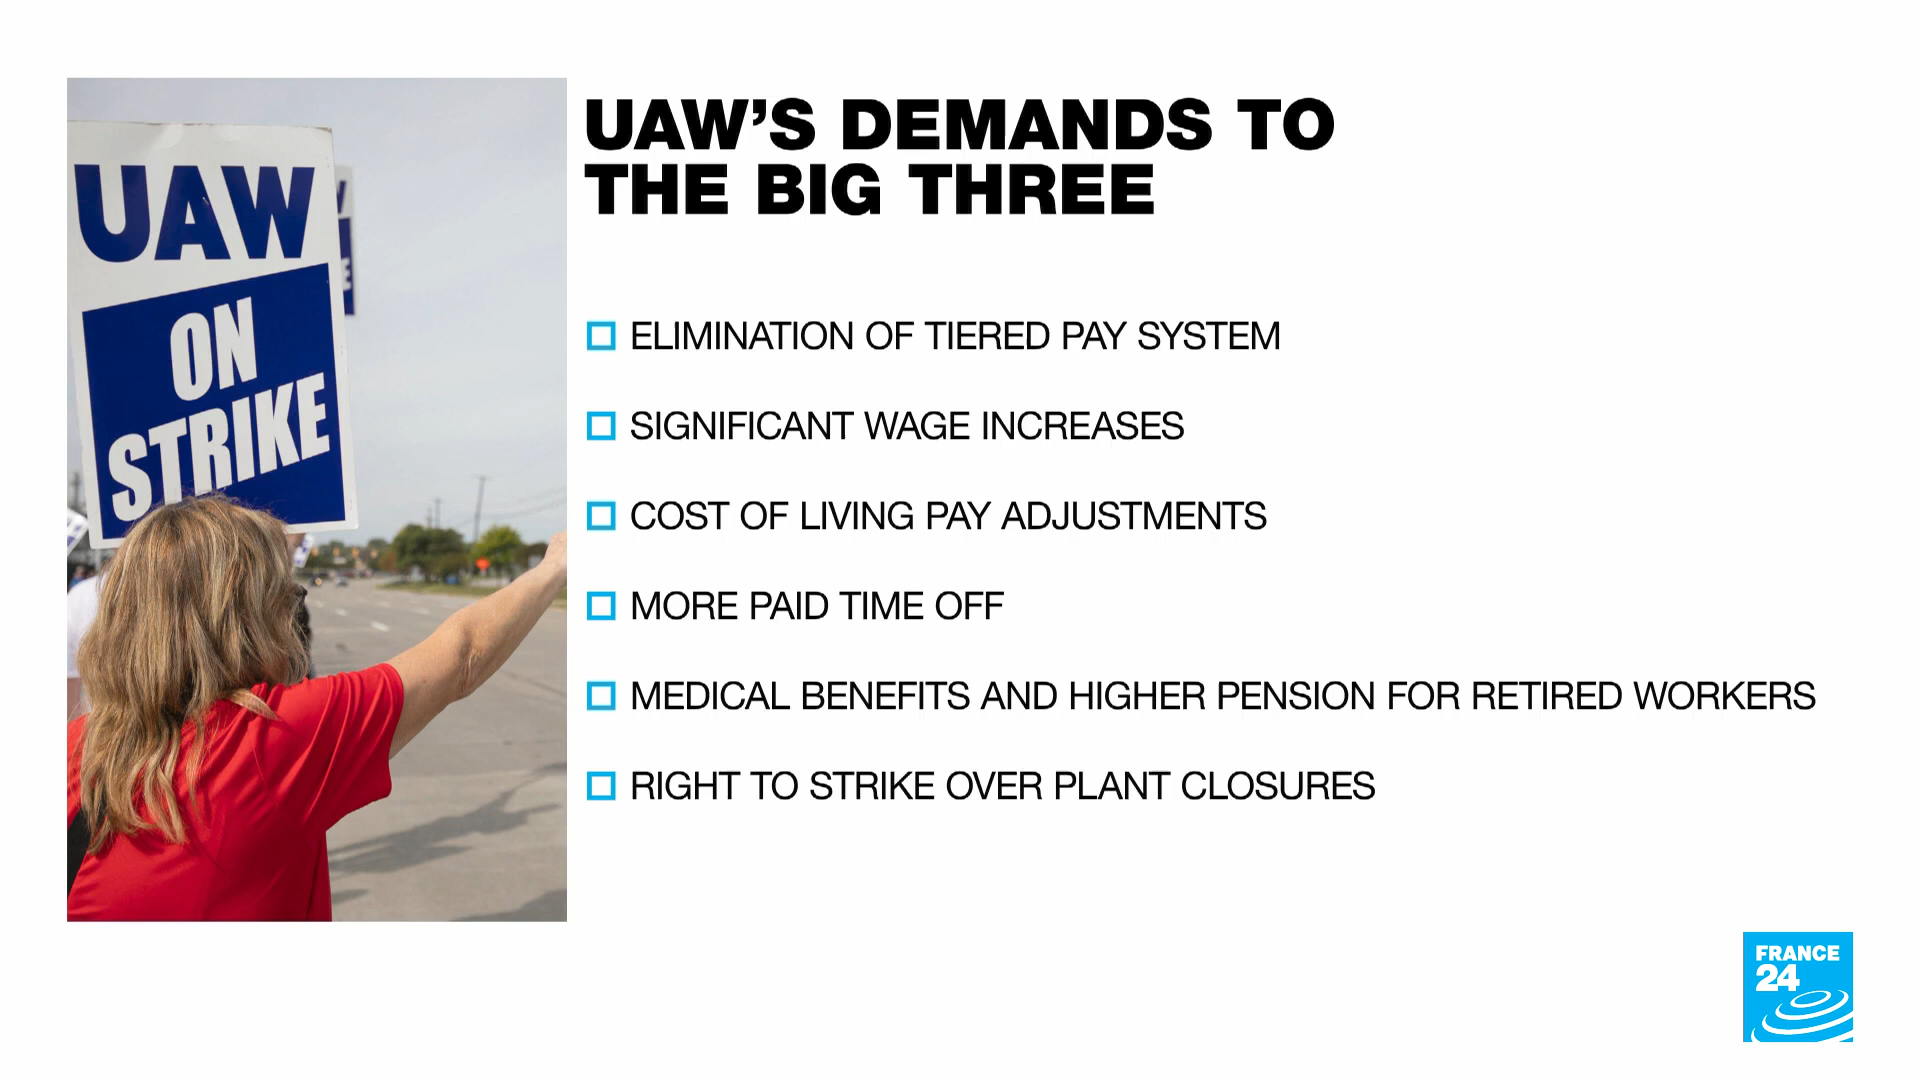 UAW'S DEMANDS TO
THE BIG THREE
UAW
ON
STRIKE
ELIMINATION OF TIERED PAY SYSTEM
SIGNIFICANT WAGE INCREASES
COST OF LIVING PAY ADJUSTMENTS
MORE PAID TIME OFF
MEDICAL BENEFITS AND HIGHER PENSION FOR RETIRED WORKERS
RIGHT TO STRIKE OVER PLANT CLOSURES
FRANCE
24